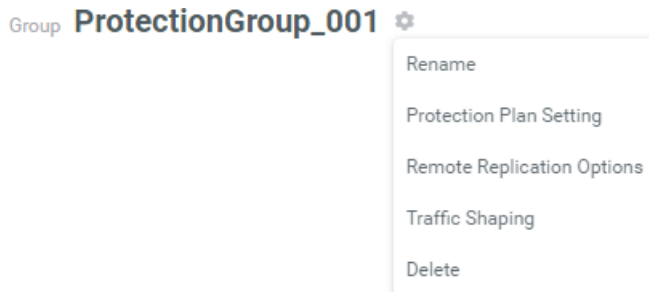 Group ProtectionGroup_001
Rename
Protection Plan Setting
Remote Replication Options
Traffic Shaping
Delete